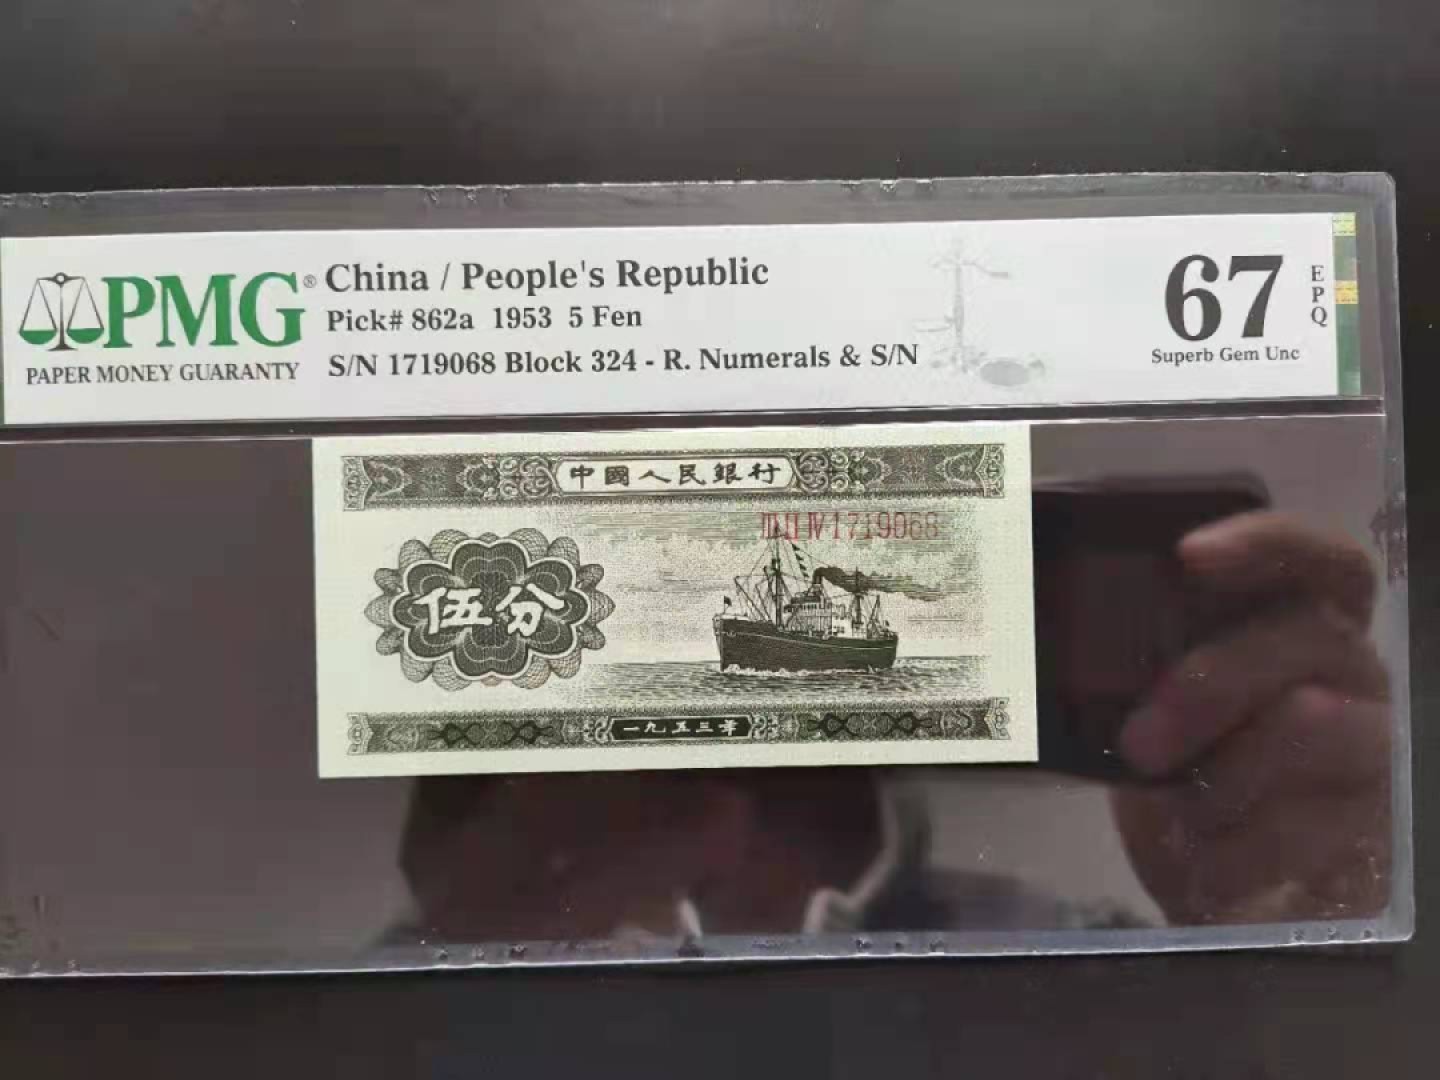 PMG®
PAPER MONEY GUARANTY
China / People's Republic
Pick# 862a 1953 5 Fen
S/N 1719068 Block 324 - R. Numerals & S/N
67
EPQ
Superb Gem Unc
中國人民銀行
ⅢⅡⅣ1719068
伍分
一九五三年